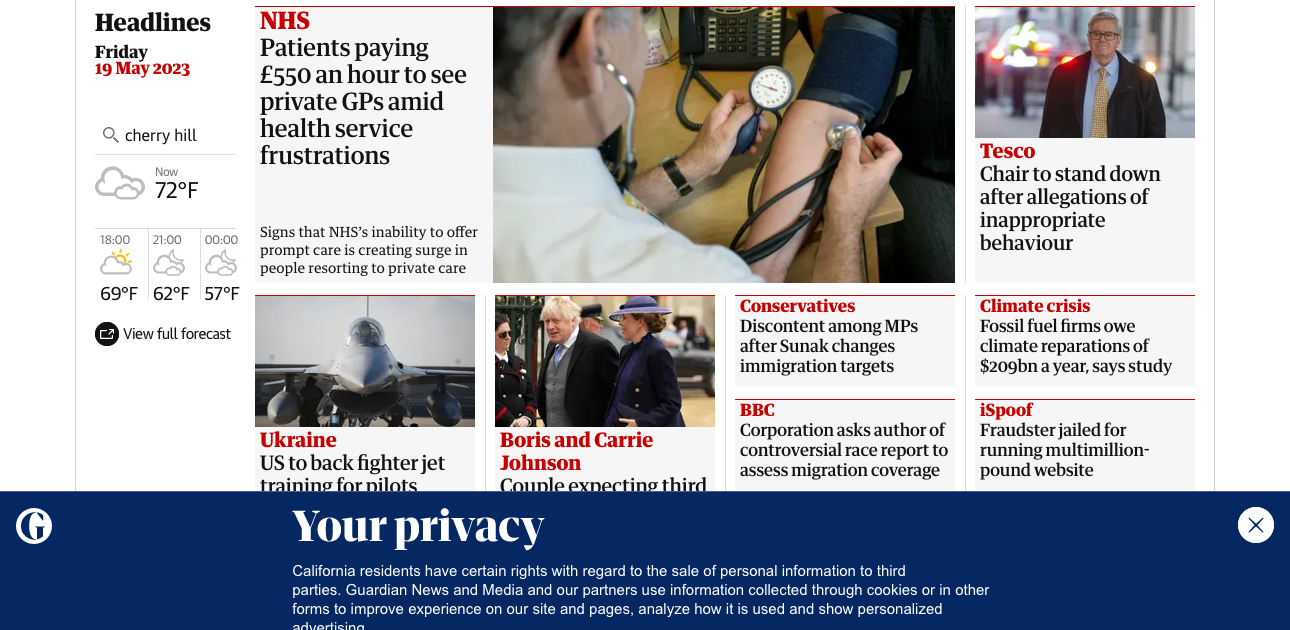 Headlines
Friday
19 May 2023
cherry hill
Now
72°F
18:00
21:00
00:00
69°F
62°F
57°F
View full forecast
NHS
Patients paying
£550 an hour to see
private GPs amid
health service
frustrations
Signs that NHS’s inability to offer
prompt care is creating surge in
people resorting to private care
Tesco
Chair to stand down
after allegations of
inappropriate
behaviour
Ukraine
US to back fighter jet
training for pilots
Boris and Carrie
Johnson
Couple expecting third
Conservatives
Discontent among MPs
after Sunak changes
immigration targets
Climate crisis
Fossil fuel firms owe
climate reparations of
$209bn a year, says study
BBC
Corporation asks author of
controversial race report to
assess migration coverage
iSpoof
Fraudster jailed for
running multimillion-
pound website
G
Your privacy
California residents have certain rights with regard to the sale of personal information to third
parties. Guardian News and Media and our partners use information collected through cookies or in other
forms to improve experience on our site and pages, analyze how it is used and show personalized
advertising.